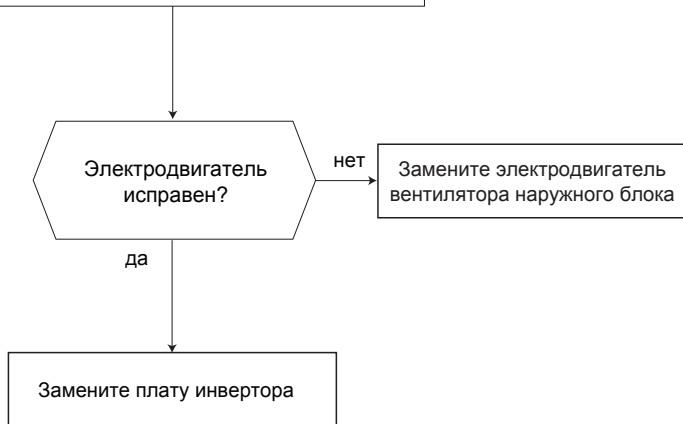 Электродвигатель
исправен?
нет
Замените электродвигатель
вентилятора наружного блока
да
Замените плату инвертора